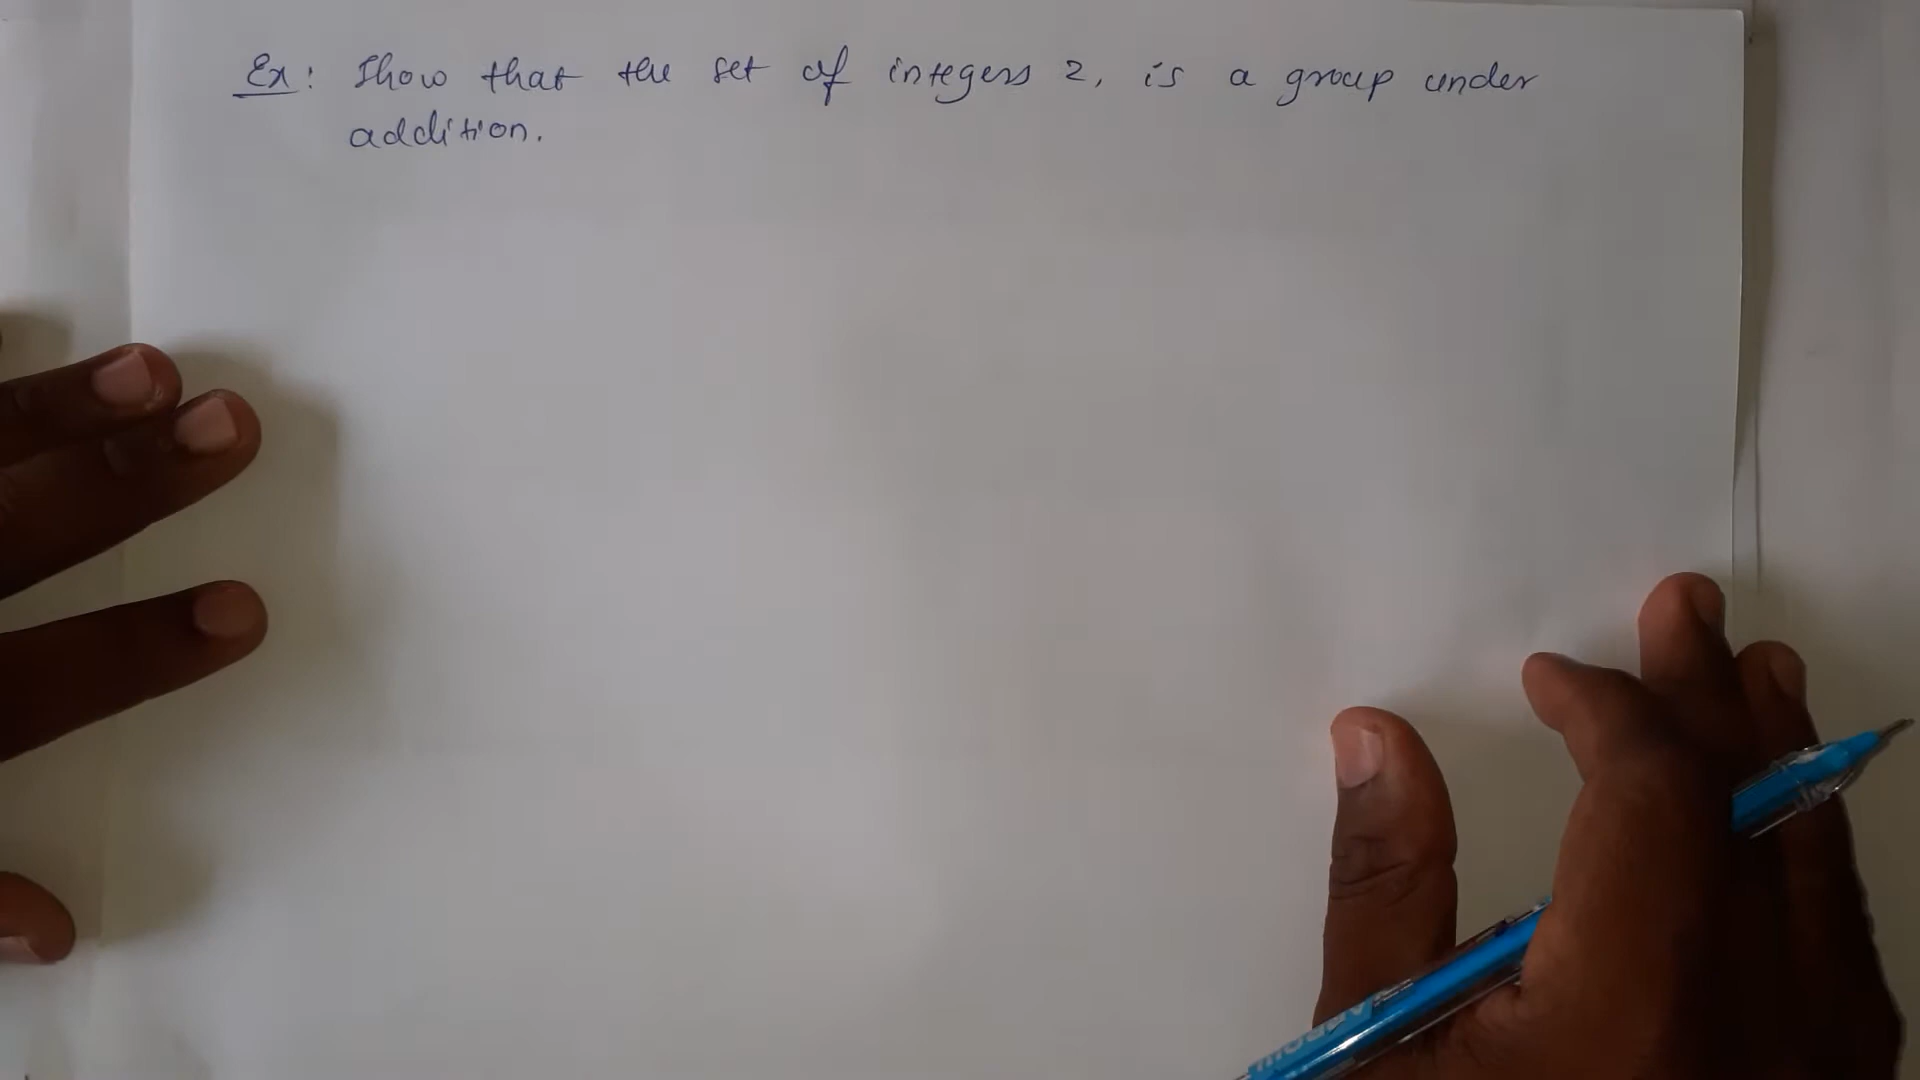 Ex: Show that the set of integers Z, is a group under
addition.